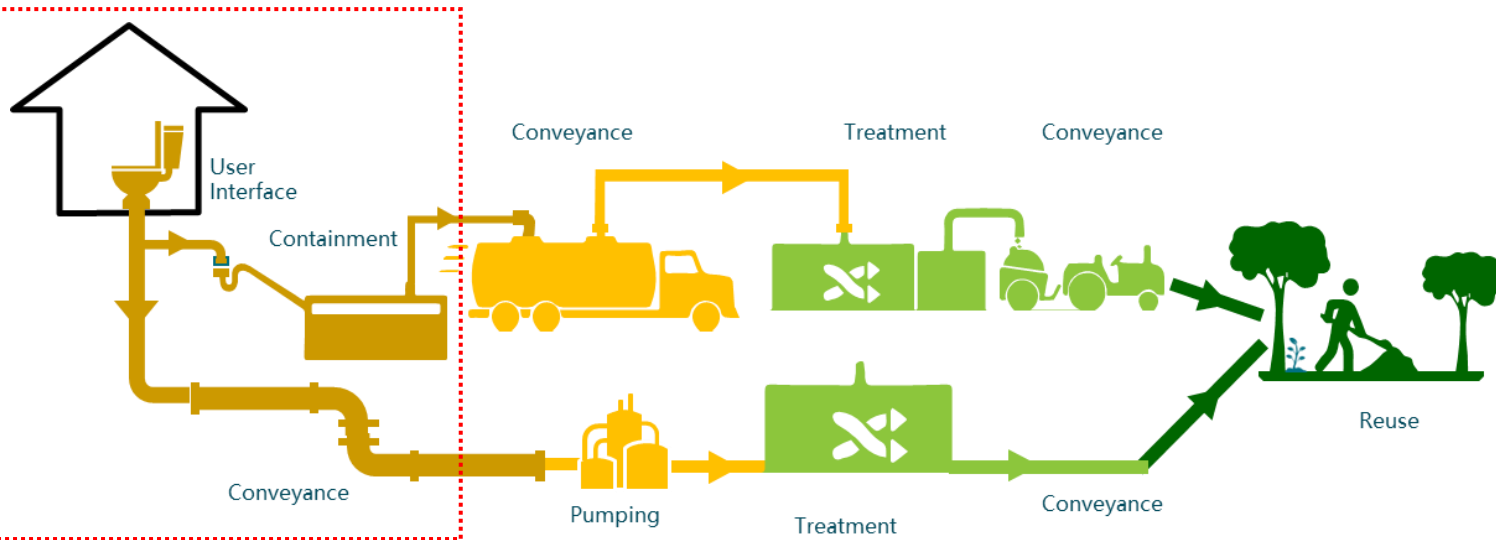 Conveyance
Treatment
Conveyance
User
Interface
Containment
Reuse
Conveyance
Pumping
Treatment
Conveyance